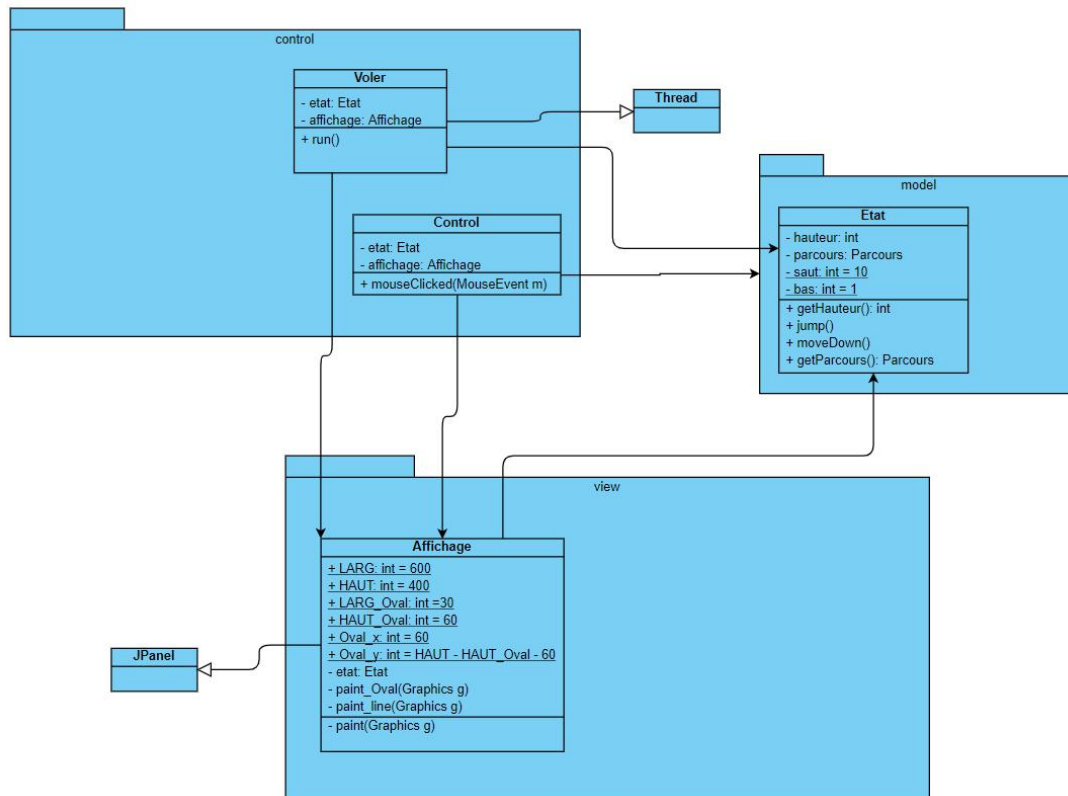 control
Voler
- etat: Etat
- affichage: Affichage
+ run()
Thread
Control
- etat: Etat
- affichage: Affichage
+ mouseClicked(MouseEvent m)
model
Etat
- hauteur: int
- parcours: Parcours
- saut: int = 10
- bas: int = 1
+ getHauteur(): int
+ jump()
+ moveDown()
+ getParcours(): Parcours
view
Affichage
+ LARG: int = 600
+ HAUT: int = 400
+ LARG_Oval: int =30
+ HAUT_Oval: int = 60
+ Oval_x: int = 60
+ Oval_y: int = HAUT - HAUT_Oval - 60
- etat: Etat
- paint_Oval(Graphics g)
- paint_line(Graphics g)
- paint(Graphics g)
JPanel